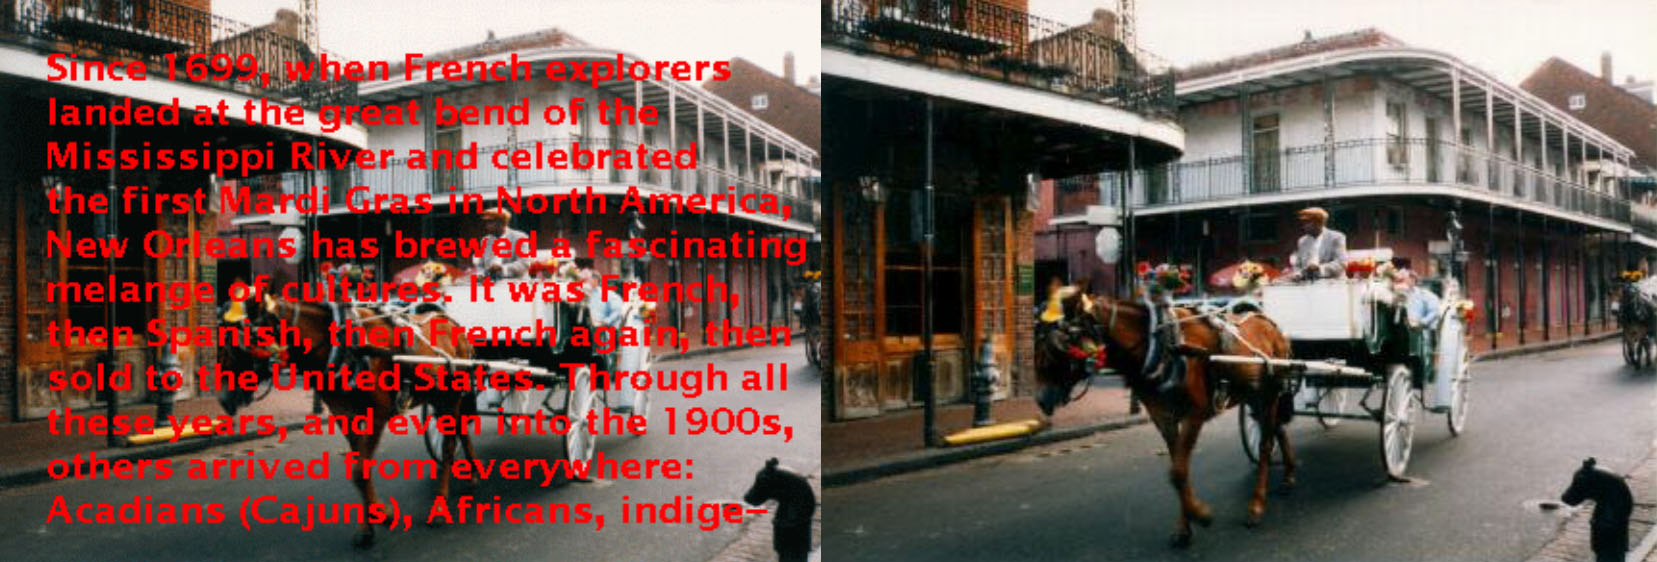 Since 1699, when French explorers
landed at the great bend of the
Mississippi River and celebrated
the first Mardi Gras in North America,
New Orleans has brewed a fascinating
melange of cultures. It was French,
then Spanish, then French again, then
sold to the United States. Through all
these years, and even into the 1900s,
others arrived from everywhere:
Acadians (Cajuns), Africans, indige-